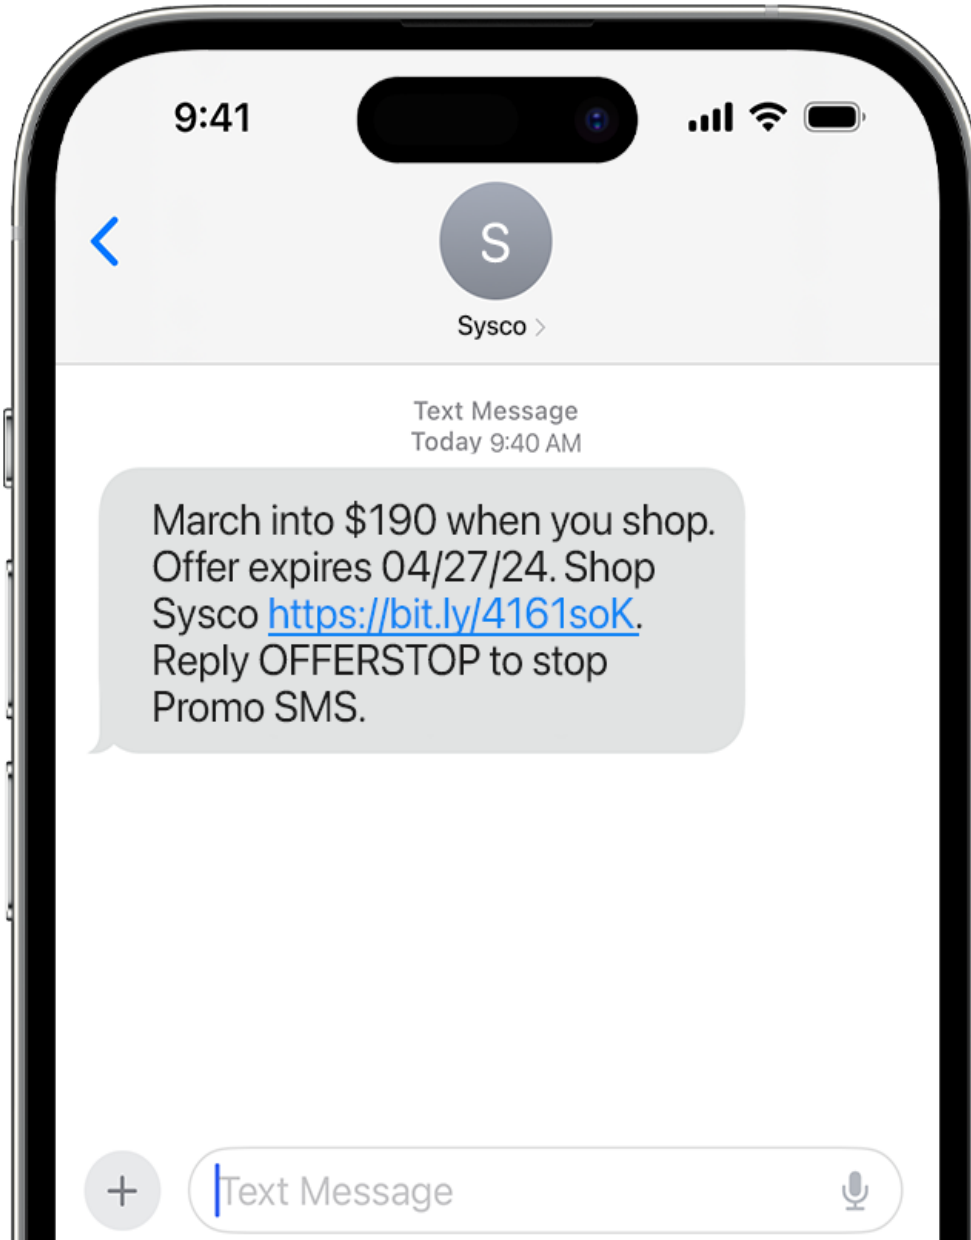 9:41
S
Sysco
Text Message
Today 9:40 AM
March into $190 when you shop.
Offer expires 04/27/24. Shop
Sysco https://bit.ly/4161soK.
Reply OFFERSTOP to stop
Promo SMS.
Text Message